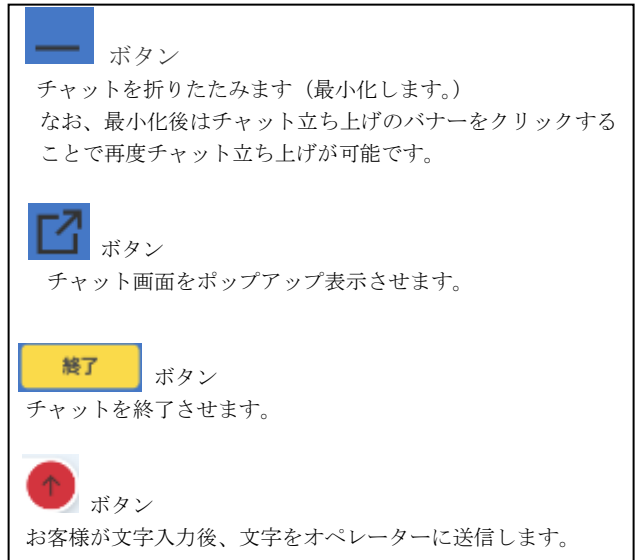 ボタン
チャットを折りたたみます（最小化します。）
なお、最小化後はチャット立ち上げのバナーをクリックする
ことで再度チャット立ち上げが可能です。
ボタン
チャット画面をポップアップ表示させます。
終了 ボタン
チャットを終了させます。
ボタン
お客様が文字入力後、文字をオペレーターに送信します。